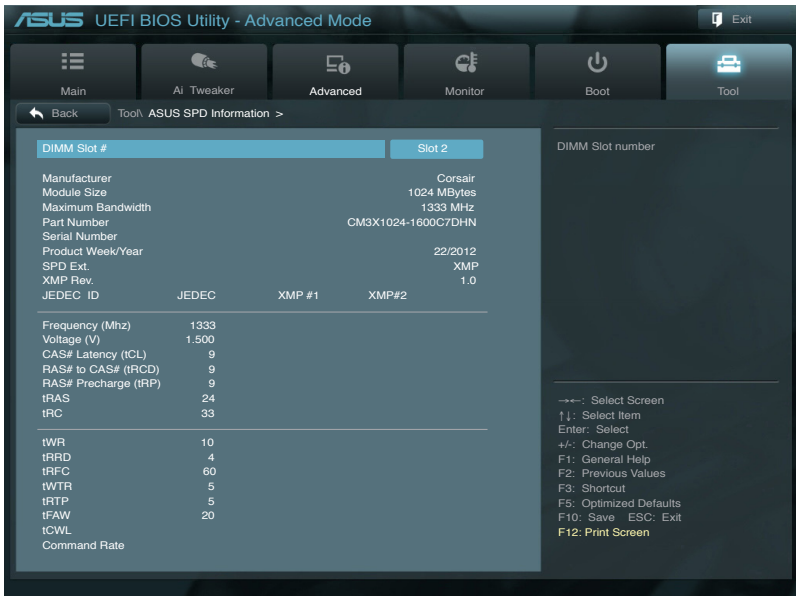 ASUS UEFI BIOS Utility - Advanced Mode
Exit
Main
Ai Tweaker
Advanced
Monitor
Boot
Tool
Back
Tool\ ASUS SPD Information >
DIMM Slot # Slot 2
Manufacturer Corsair
Module Size 1024 MBytes
Maximum Bandwidth 1333 MHz
Part Number CM3X1024-1600C7DHN
Serial Number
Product Week/Year 22/2012
SPD Ext. XMP
XMP Rev. 1.0
JEDEC ID JEDEC XMP #1 XMP#2
Frequency (Mhz) 1333
Voltage (V) 1.500
CAS# Latency (tCL) 9
RAS# to CAS# (tRCD) 9
RAS# Precharge (tRP) 9
tRAS 24
tRC 33
tWR 10
tRRD 4
tRFC 60
tWTR 5
tRTP 5
tFAW 20
tCWL
Command Rate
DIMM Slot number
→←: Select Screen
↑↓: Select Item
Enter: Select
+/-: Change Opt.
F1: General Help
F2: Previous Values
F3: Shortcut
F5: Optimized Defaults
F10: Save ESC: Exit
F12: Print Screen